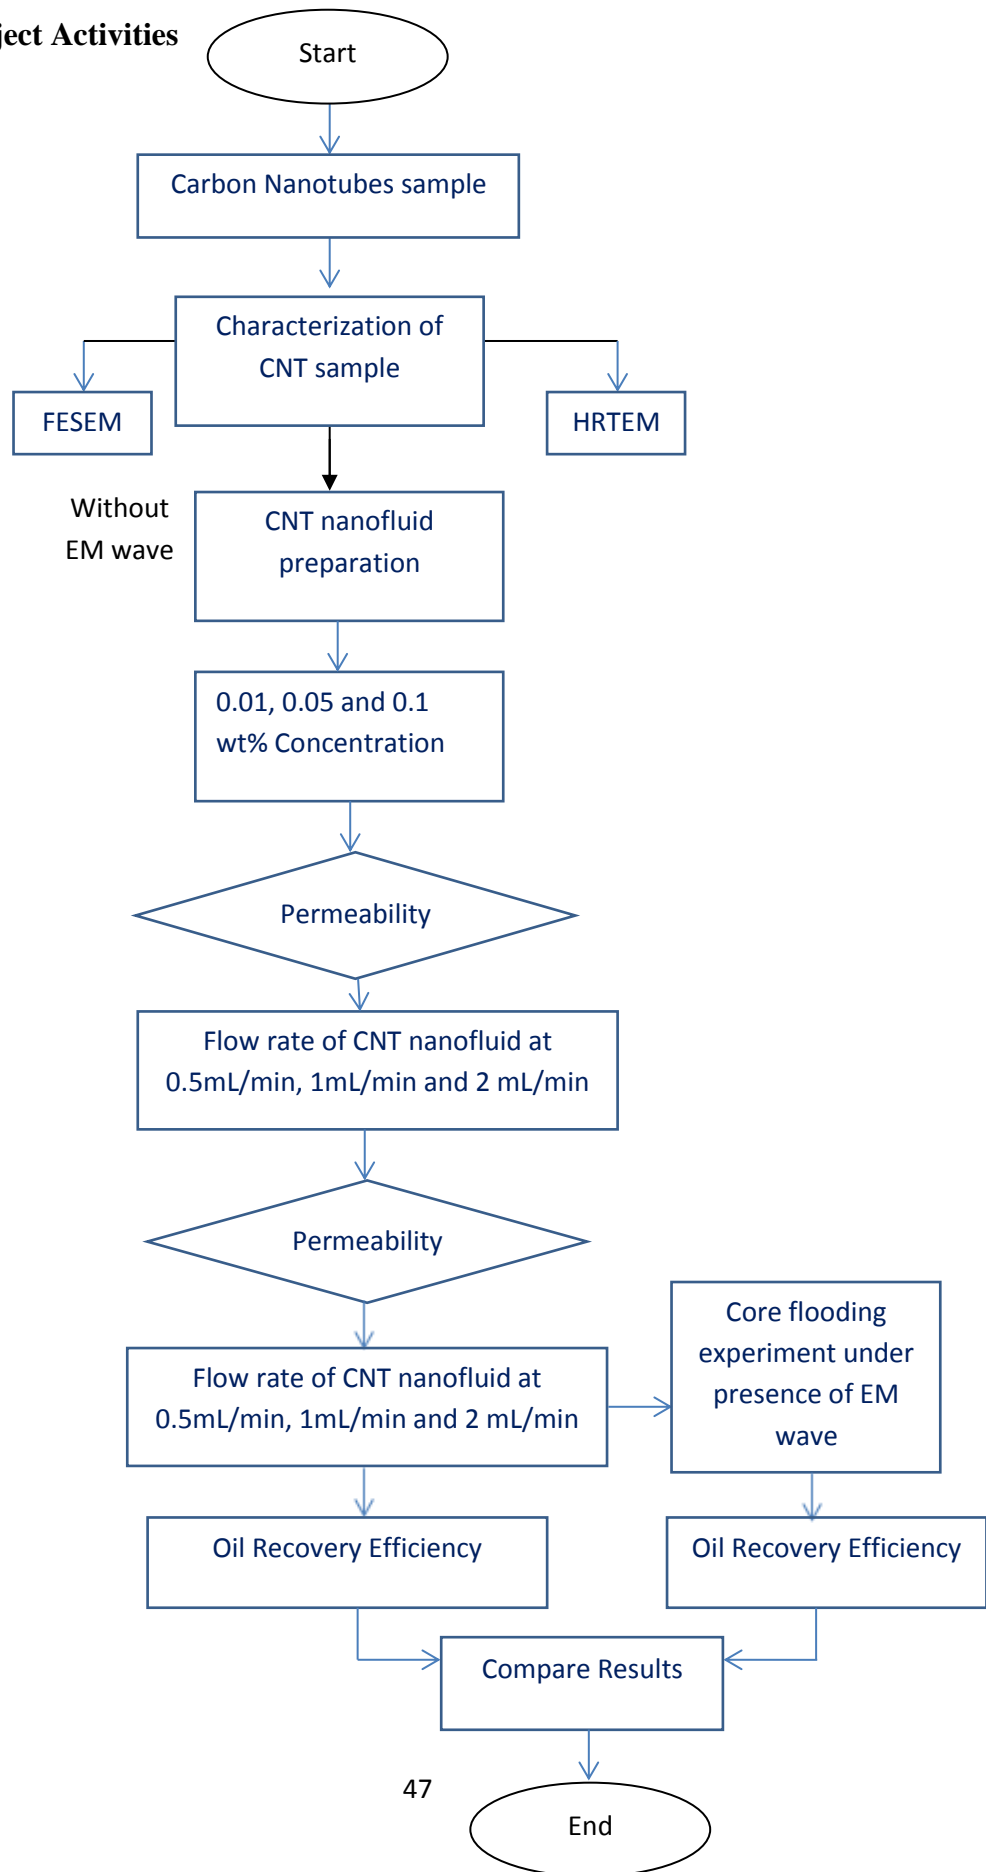 ject Activities
Start
Carbon Nanotubes sample
Characterization of
CNT sample
FESEM
HRTEM
Without
EM wave
CNT nanofluid
preparation
0.01, 0.05 and 0.1
wt% Concentration
Permeability
Flow rate of CNT nanofluid at
0.5mL/min, 1mL/min and 2 mL/min
Permeability
Flow rate of CNT nanofluid at
0.5mL/min, 1mL/min and 2 mL/min
Core flooding
experiment under
presence of EM
wave
Oil Recovery Efficiency
Oil Recovery Efficiency
Compare Results
47
End